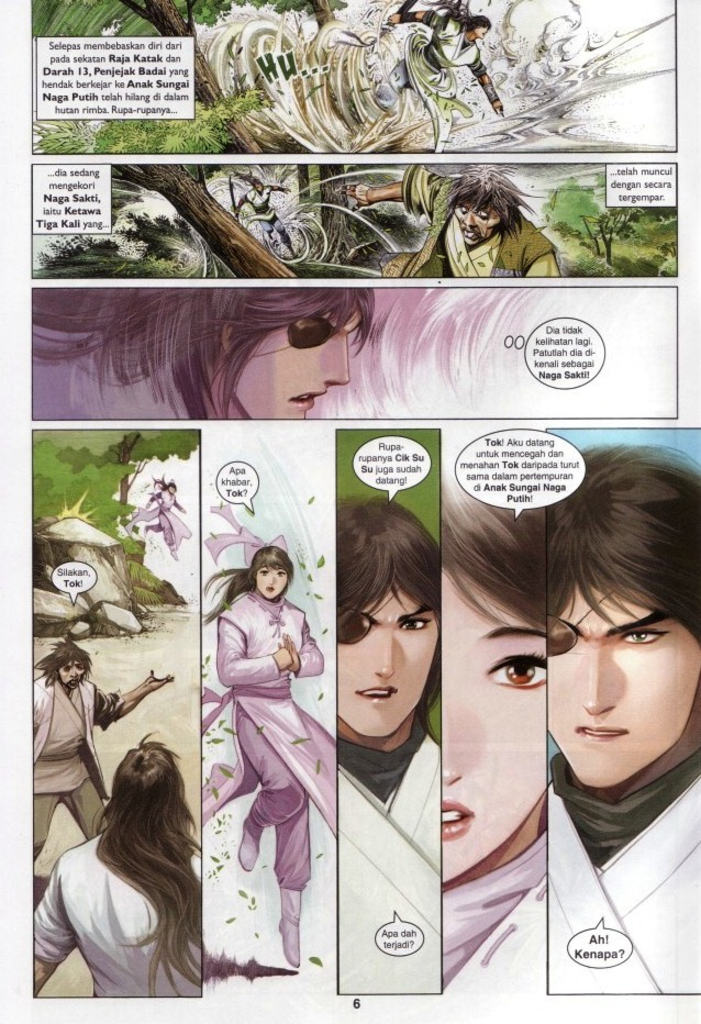 Selepas membebaskan diri dari
pada sekatan Raja Katak dan
Darah 13, Penjejak Badai yang
hendak berkejar ke Anak Sungai
Naga Putih telah hilang di dalam
hutan rimba. Rupa-rupanya...
HU...
...dia sedang
mengekori
Naga Sakti,
iaitu Ketawa
Tiga Kali yang...
...telah muncul
dengan secara
tergempar.
Dia tidak
kelihatan lagi.
Patutlah dia di-
kenali sebagai
Naga Sakti!
Silakan,
Tok!
Apa
khabar,
Tok?
Rupa-
rupanya Cik Su
Su juga sudah
datang!
Apa dah
terjadi?
Tok! Aku datang
untuk mencegah dan
menahan Tok daripada turut
sama dalam pertempuran
di Anak Sungai Naga
Putih!
Ah!
Kenapa?
6